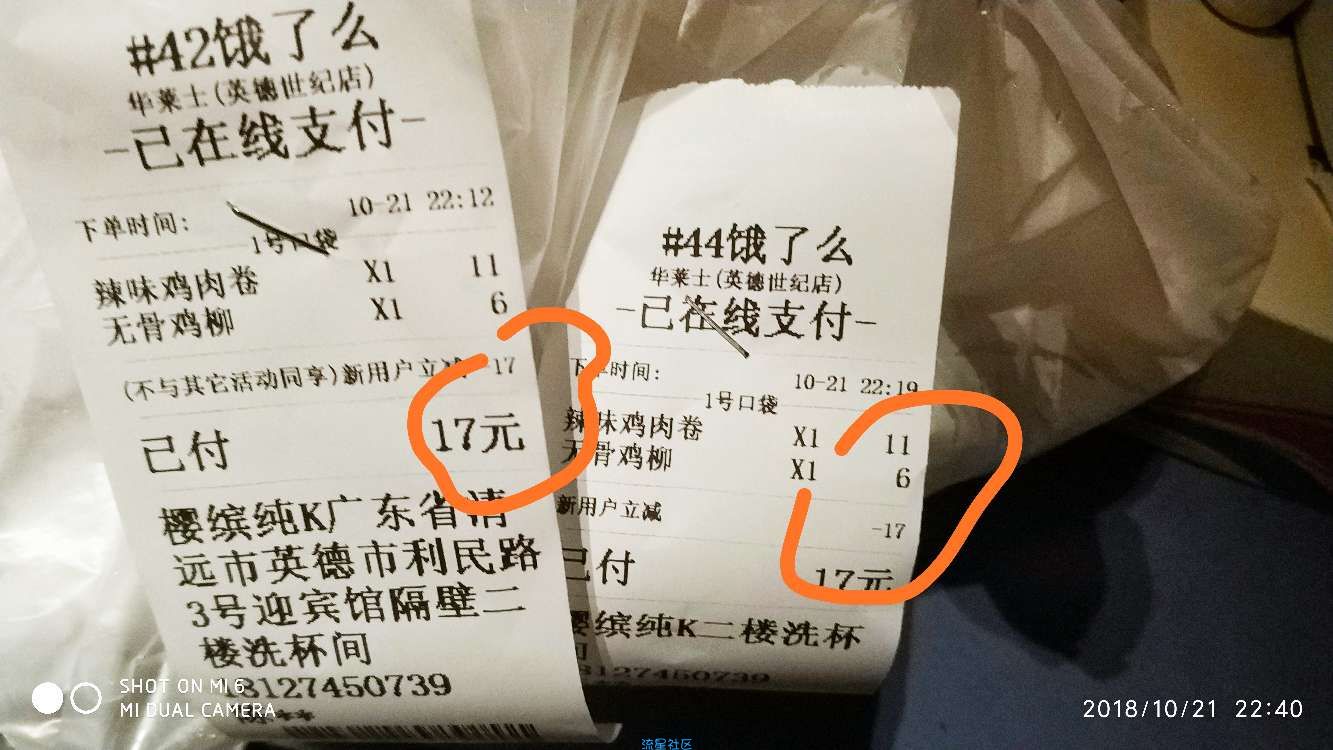 #42饿了么
华莱士(英德世纪店)
-已在线支付-
下单时间: 10-21 22:12
1号口袋
辣味鸡肉卷 X1 11
无骨鸡柳 X1 6
(不与其它活动同享)新用户立减 -17
已付 17元
樱缤纯K广东省清
远市英德市利民路
3号迎宾馆隔壁二
楼洗杯间
13127450739
#44饿了么
华莱士(英德世纪店)
-已在线支付-
下单时间: 10-21 22:19
1号口袋
辣味鸡肉卷 X1 11
无骨鸡柳 X1 6
新用户立减 -17
已付 17元
樱缤纯K二楼洗杯
间
13127450739
SHOT ON MI 6
MI DUAL CAMERA
2018/10/21 22:40
流星社区